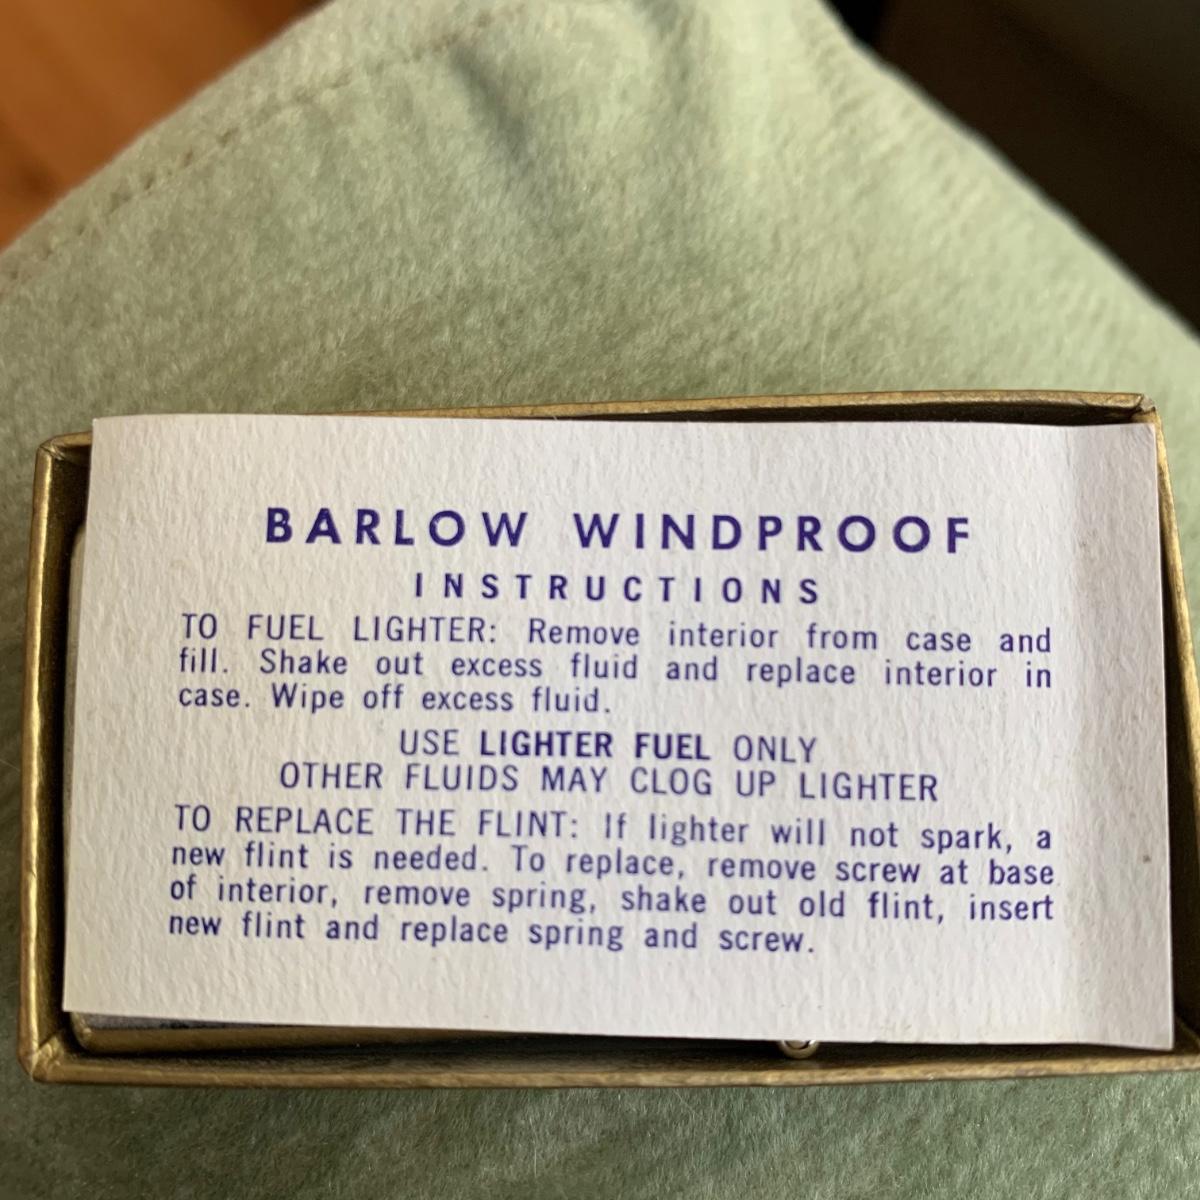 BARLOW WINDPROOF
INSTRUCTIONS
TO FUEL LIGHTER: Remove interior from case and
fill. Shake out excess fluid and replace interior in
case. Wipe off excess fluid.
USE LIGHTER FUEL ONLY
OTHER FLUIDS MAY CLOG UP LIGHTER
TO REPLACE THE FLINT: If lighter will not spark, a
new flint is needed. To replace, remove screw at base
of interior, remove spring, shake out old flint, insert
new flint and replace spring and screw.